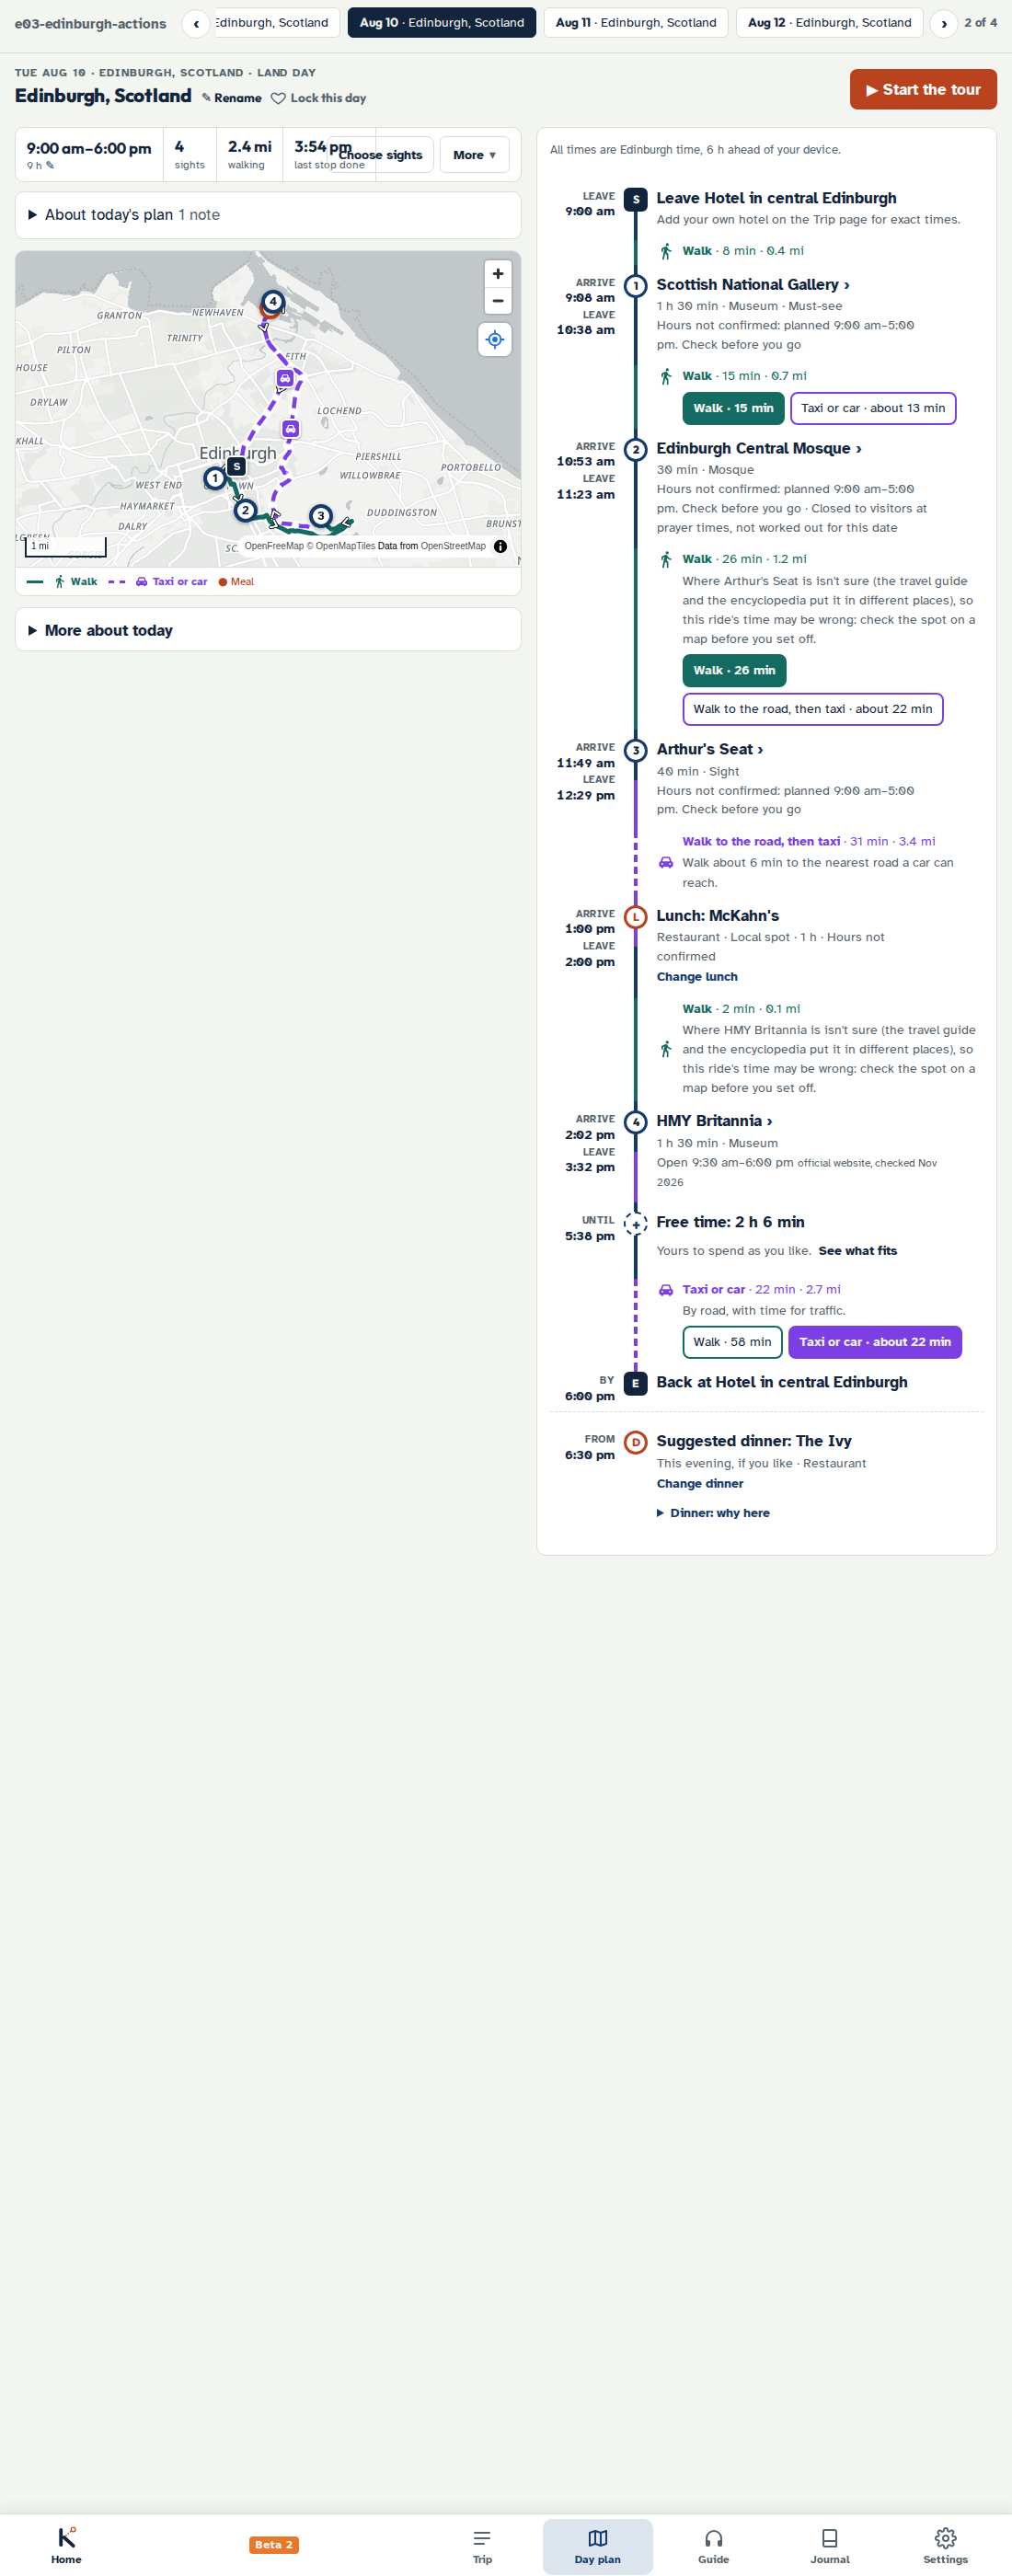 e03-edinburgh-actions
‹
Edinburgh, Scotland
Aug 10 · Edinburgh, Scotland
Aug 11 · Edinburgh, Scotland
Aug 12 · Edinburgh, Scotland
›
2 of 4
TUE AUG 10 · EDINBURGH, SCOTLAND · LAND DAY
Edinburgh, Scotland ✎ Rename Lock this day
▶ Start the tour
9:00 am–6:00 pm
9 h ✎
4
sights
2.4 mi
walking
3:54 pm
last stop done
Choose sights
More ▾
▶ About today's plan 1 note
GRANTON
NEWHAVEN
TRINITY
PILTON
HOUSE
DRYLAW
LOCHEND
KHALL
Edinburgh
PIERSHILL
PORTOBELLO
WILLOWBRAE
WEST END
HAYMARKET
DUDDINGSTON
DALRY
BRUNST
4
S
1
2
3
+
−
1 mi
OpenFreeMap © OpenMapTiles Data from OpenStreetMap
Walk
Taxi or car
Meal
▶ More about today
All times are Edinburgh time, 6 h ahead of your device.
LEAVE
9:00 am
S
Leave Hotel in central Edinburgh
Add your own hotel on the Trip page for exact times.
Walk · 8 min · 0.4 mi
ARRIVE
9:08 am
LEAVE
10:38 am
1
Scottish National Gallery ›
1 h 30 min · Museum · Must-see
Hours not confirmed: planned 9:00 am–5:00
pm. Check before you go
Walk · 15 min · 0.7 mi
Walk · 15 min
Taxi or car · about 13 min
ARRIVE
10:53 am
LEAVE
11:23 am
2
Edinburgh Central Mosque ›
30 min · Mosque
Hours not confirmed: planned 9:00 am–5:00
pm. Check before you go · Closed to visitors at
prayer times, not worked out for this date
Walk · 26 min · 1.2 mi
Where Arthur's Seat is isn't sure (the travel guide
and the encyclopedia put it in different places), so
this ride's time may be wrong: check the spot on a
map before you set off.
Walk · 26 min
Walk to the road, then taxi · about 22 min
ARRIVE
11:49 am
LEAVE
12:29 pm
3
Arthur's Seat ›
40 min · Sight
Hours not confirmed: planned 9:00 am–5:00
pm. Check before you go
Walk to the road, then taxi · 31 min · 3.4 mi
Walk about 6 min to the nearest road a car can
reach.
ARRIVE
1:00 pm
LEAVE
2:00 pm
L
Lunch: McKahn's
Restaurant · Local spot · 1 h · Hours not
confirmed
Change lunch
Walk · 2 min · 0.1 mi
Where HMY Britannia is isn't sure (the travel guide
and the encyclopedia put it in different places), so
this ride's time may be wrong: check the spot on a
map before you set off.
ARRIVE
2:02 pm
LEAVE
3:32 pm
4
HMY Britannia ›
1 h 30 min · Museum
Open 9:30 am–6:00 pm official website, checked Nov
2026
UNTIL
5:38 pm
+
Free time: 2 h 6 min
Yours to spend as you like. See what fits
Taxi or car · 22 min · 2.7 mi
By road, with time for traffic.
Walk · 58 min
Taxi or car · about 22 min
BY
6:00 pm
E
Back at Hotel in central Edinburgh
FROM
6:30 pm
D
Suggested dinner: The Ivy
This evening, if you like · Restaurant
Change dinner
▶ Dinner: why here
Home
Beta 2
Trip
Day plan
Guide
Journal
Settings